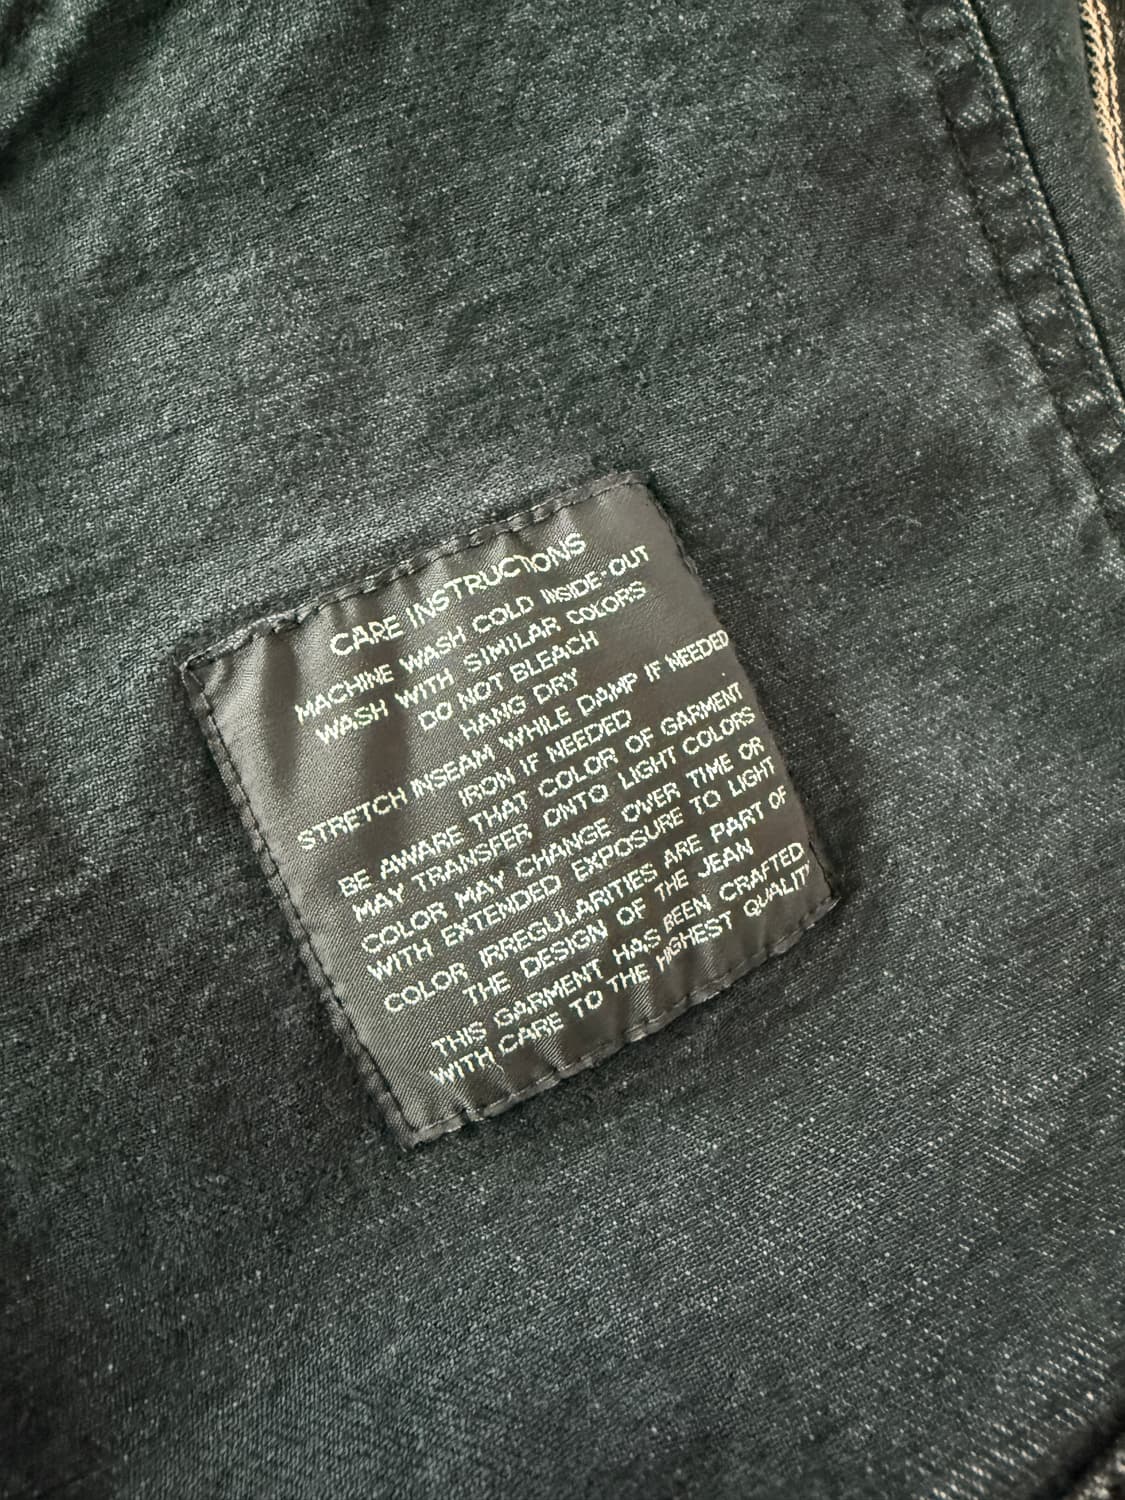 CARE INSTRUCTIONS
MACHINE WASH COLD INSIDE-OUT
WASH WITH SIMILAR COLORS
DO NOT BLEACH
HANG DRY
STRETCH INSEAM WHILE DAMP IF NEEDED
IRON IF NEEDED
BE AWARE THAT COLOR OF GARMENT
MAY TRANSFER ONTO LIGHT COLORS
COLOR MAY CHANGE OVER TIME OR
WITH EXTENDED EXPOSURE TO LIGHT
COLOR IRREGULARITIES ARE PART OF
THE DESIGN OF THE JEAN
THIS GARMENT HAS BEEN CRAFTED
WITH CARE TO THE HIGHEST QUALITY